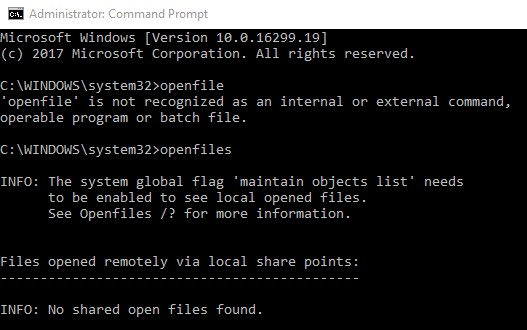 Administrator: Command Prompt
Microsoft Windows [Version 10.0.16299.19]
(c) 2017 Microsoft Corporation. All rights reserved.
C:\WINDOWS\system32>openfile
'openfile' is not recognized as an internal or external command,
operable program or batch file.
C:\WINDOWS\system32>openfiles
INFO: The system global flag 'maintain objects list' needs
to be enabled to see local opened files.
See Openfiles /? for more information.
Files opened remotely via local share points:
---------------------------------------------
INFO: No shared open files found.